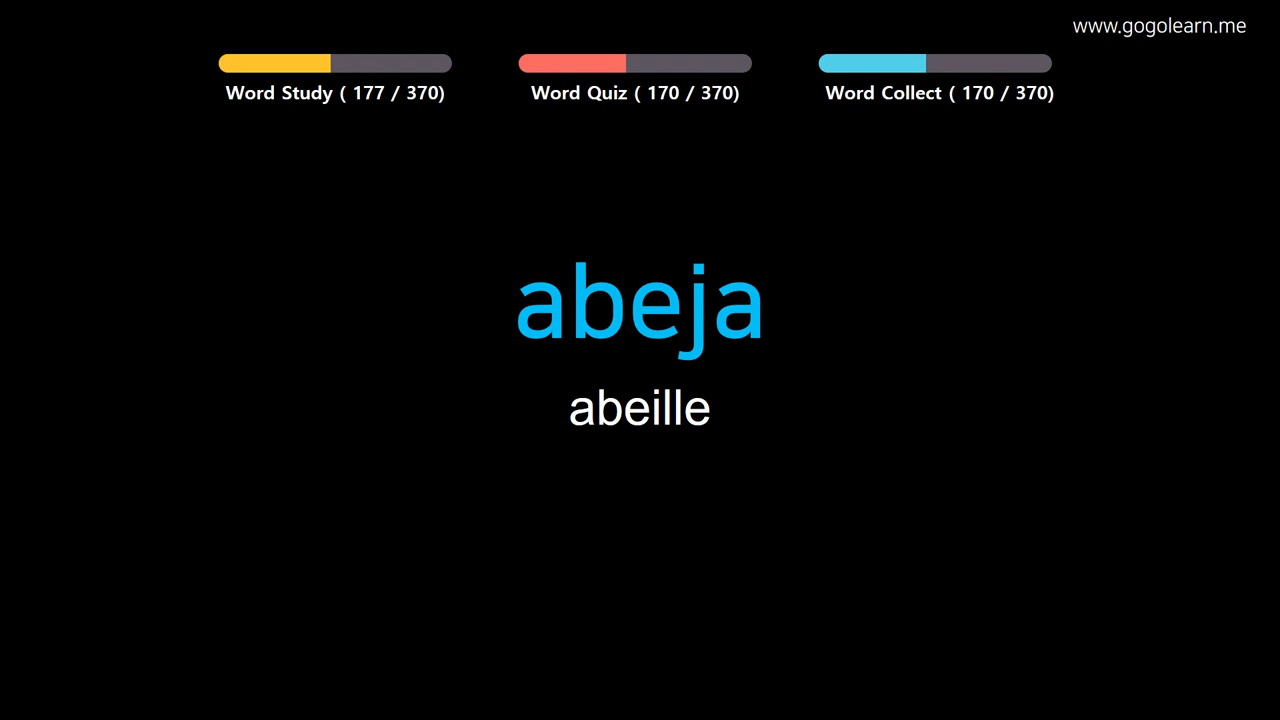 www.gogolearn.me
Word Study ( 177 / 370)
Word Quiz ( 170 / 370)
Word Collect ( 170 / 370)
abeja
abeille